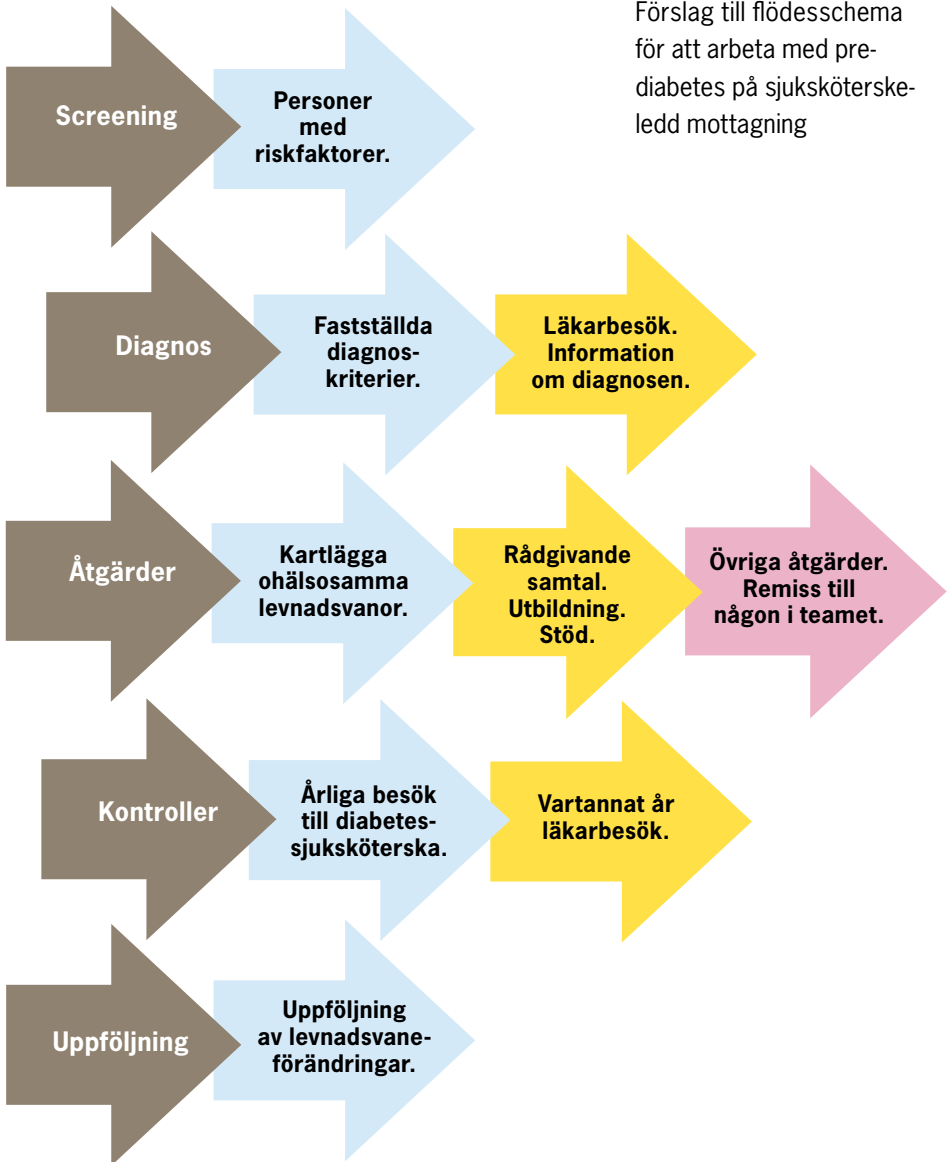 Förslag till flödesschema
för att arbeta med pre-
diabetes på sjuksköterske-
ledd mottagning
Screening
Personer
med
riskfaktorer.
Diagnos
Fastställda
diagnos-
kriterier.
Läkarbesök.
Information
om diagnosen.
Åtgärder
Kartlägga
ohälsosamma
levnadsvanor.
Rådgivande
samtal.
Utbildning.
Stöd.
Övriga åtgärder.
Remiss till
någon i teamet.
Kontroller
Årliga besök
till diabetes-
sjuksköterska.
Vartannat år
läkarbesök.
Uppföljning
Uppföljning
av levnadsvane-
förändringar.